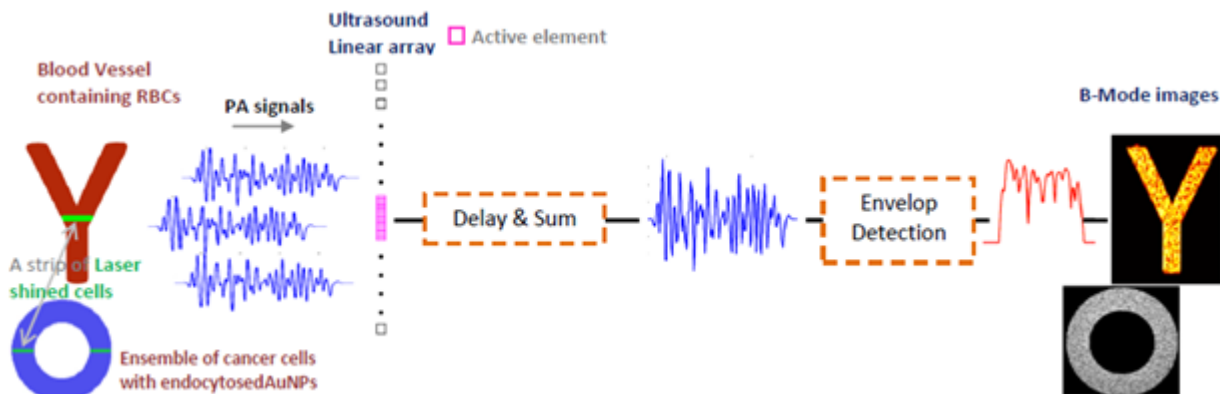 Ultrasound
Linear array
Active element
Blood Vessel
containing RBCs
PA signals
B-Mode images
Delay & Sum
Envelop
Detection
A strip of Laser
shined cells
Ensemble of cancer cells
with endocytosedAuNPs